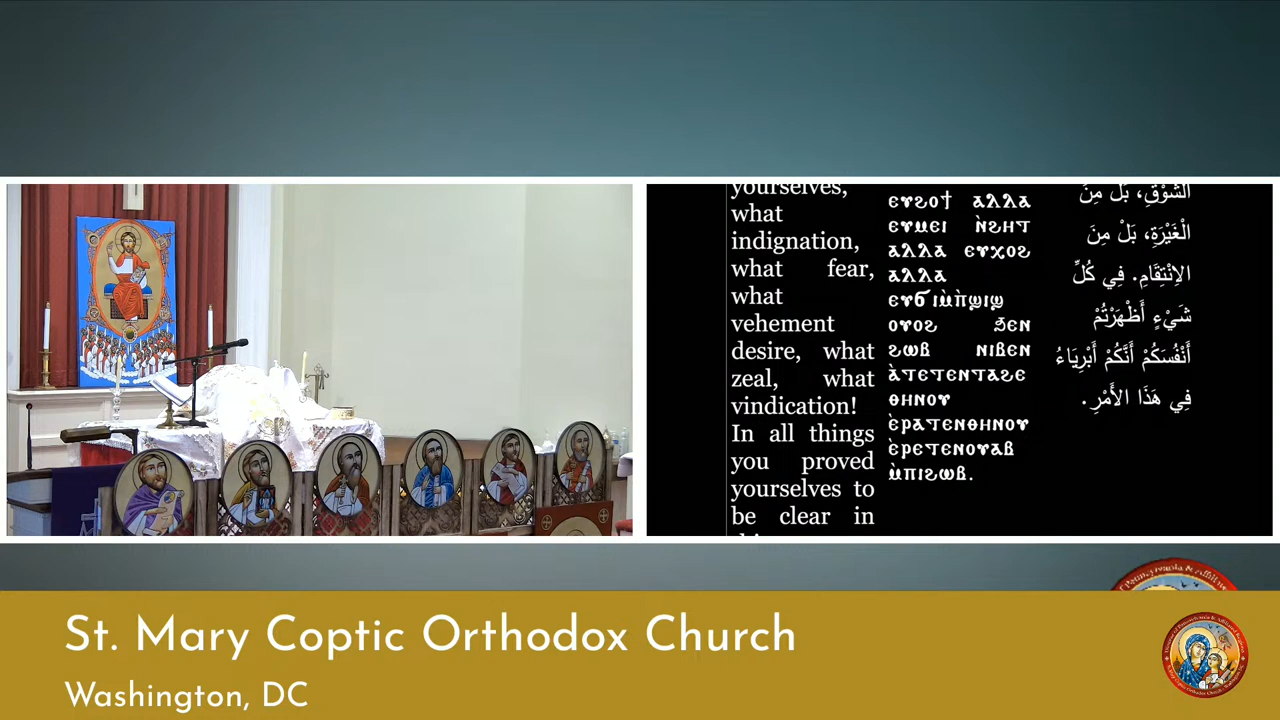 yourselves,
what
indignation,
what fear,
what
vehement
desire, what
zeal, what
vindication!
In all things
you proved
yourselves to
be clear in
ⲉⲩϩⲟϯ ⲁⲗⲗⲁ
ⲉⲩⲙⲉⲓ ⲛ̀ϩⲏⲧ
ⲁⲗⲗⲁ ⲉⲩⲭⲟϩ
ⲁⲗⲗⲁ
ⲉⲩϭⲓⲙ̀ⲡ̀ϣⲓϣ
ⲟⲩⲟϩ ϧⲉⲛ
ϩⲱⲃ ⲛⲓⲃⲉⲛ
ⲁ̀ⲧⲉⲧⲉⲛⲧⲁϩⲉ
ⲑⲏⲛⲟⲩ
ⲉ̀ⲣⲁⲧⲉⲛⲑⲏⲛⲟⲩ
ⲉ̀ⲣⲉⲧⲉⲛⲟⲩⲁⲃ
ⲙ̀ⲡⲓϩⲱⲃ.
الشَّوْقِ، بَلْ مِنَ
الْغَيْرَةِ، بَلْ مِنَ
الِانْتِقَامِ. فِي كُلِّ
شَيْءٍ أَظْهَرْتُمْ
أَنْفُسَكُمْ أَنَّكُمْ أَبْرِيَاءُ
فِي هَذَا الأَمْرِ.
St. Mary Coptic Orthodox Church
Washington, DC